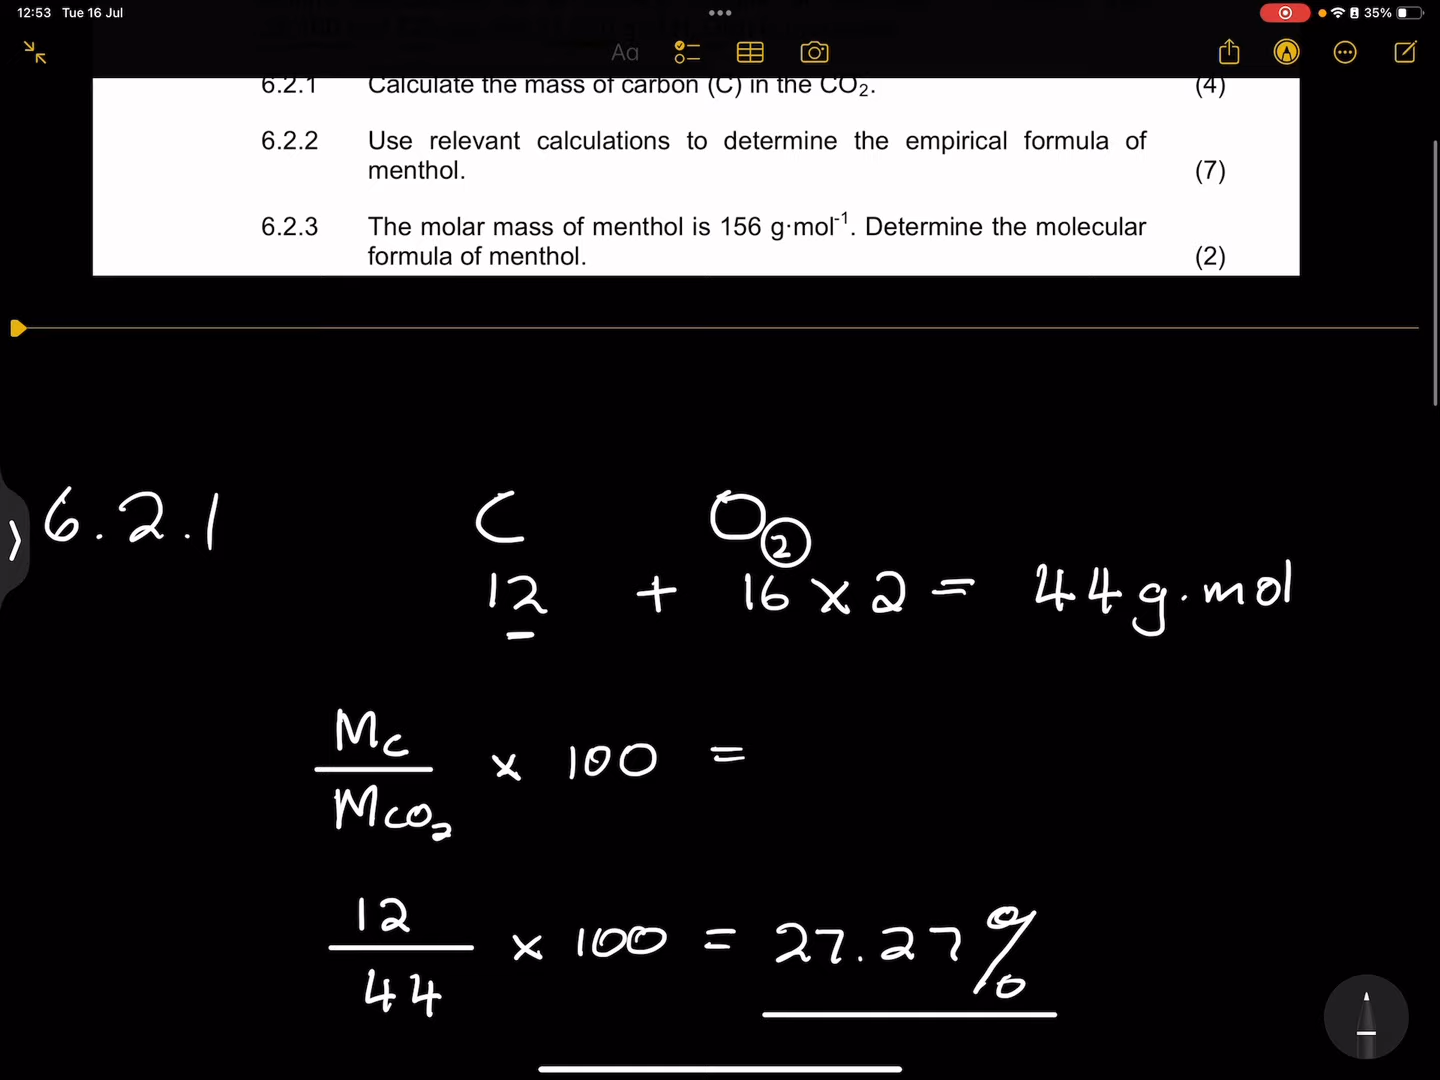 12:53 Tue 16 Jul
35%
Aa
6.2.1 Calculate the mass of carbon (C) in the CO₂. (4)
6.2.2 Use relevant calculations to determine the empirical formula of
menthol. (7)
6.2.3 The molar mass of menthol is 156 g·mol⁻¹. Determine the molecular
formula of menthol. (2)
6.2.1 C O₂
12 + 16 × 2 = 44 g.mol
Mc
× 100 =
Mco₂
12
× 100 = 27.27%
44